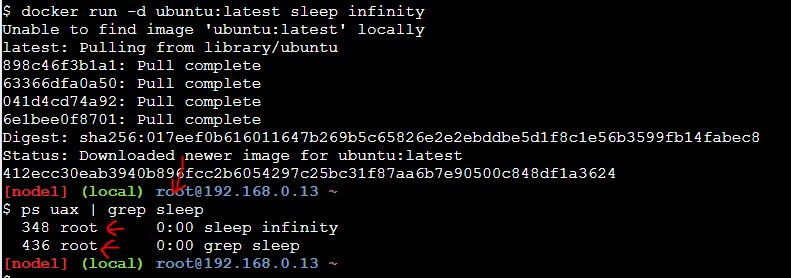 $ docker run -d ubuntu:latest sleep infinity
Unable to find image 'ubuntu:latest' locally
latest: Pulling from library/ubuntu
898c46f3b1a1: Pull complete
63366dfa0a50: Pull complete
041d4cd74a92: Pull complete
6e1bee0f8701: Pull complete
Digest: sha256:017eef0b616011647b269b5c65826e2e2ebddbe5d1f8c1e56b3599fb14fabec8
Status: Downloaded newer image for ubuntu:latest
412ecc30eab3940b896fcc2b6054297c25bc31f87aa6b7e90500c848df1a3624
[node1] (local) root@192.168.0.13 ~
$ ps uax | grep sleep
348 root 0:00 sleep infinity
436 root 0:00 grep sleep
[node1] (local) root@192.168.0.13 ~